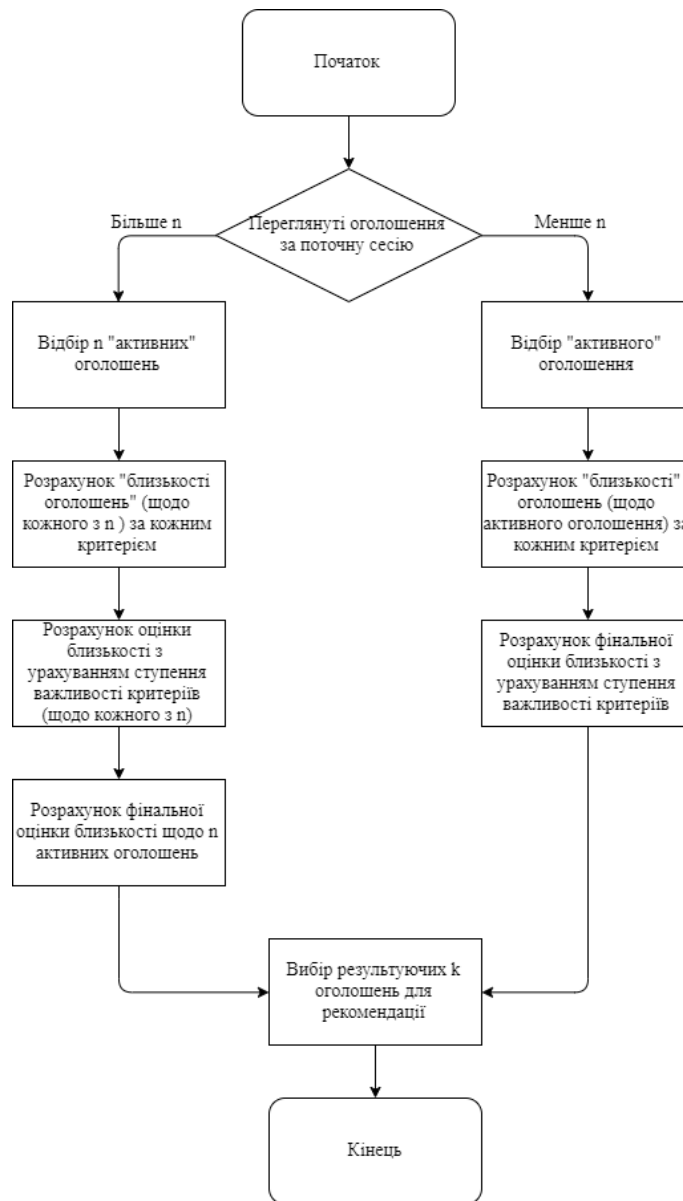 Початок
Більше n
Переглянуті оголошення
за поточну сесію
Менше n
Відбір n "активних"
оголошень
Відбір "активного"
оголошення
Розрахунок "близькості
оголошень" (щодо
кожного з n ) за кожним
критерієм
Розрахунок "близькості"
оголошень (щодо
активного оголошення) за
кожним критерієм
Розрахунок оцінки
близькості з
урахуванням ступення
важливості критеріїв
(щодо кожного з n)
Розрахунок фінальної
оцінки близькості з
урахуванням ступення
важливості критеріїв
Розрахунок фінальної
оцінки близькості щодо n
активних оголошень
Вибір результуючих k
оголошень для
рекомендації
Кінець